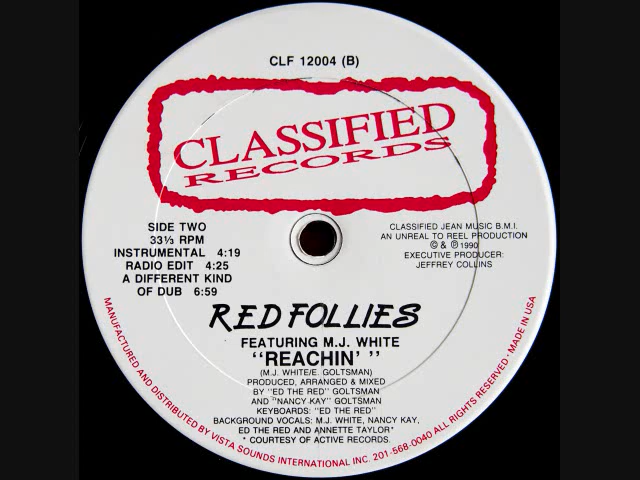 CLF 12004 (B)
CLASSIFIED
RECORDS
SIDE TWO
33⅓ RPM
INSTRUMENTAL 4:19
RADIO EDIT 4:25
A DIFFERENT KIND
OF DUB 6:59
CLASSIFIED JEAN MUSIC B.M.I.
AN UNREAL TO REEL PRODUCTION
© & ℗ 1990
EXECUTIVE PRODUCER:
JEFFREY COLLINS
RED FOLLIES
FEATURING M.J. WHITE
"REACHIN' "
(M.J. WHITE/E. GOLTSMAN)
PRODUCED, ARRANGED & MIXED
BY "ED THE RED" GOLTSMAN
AND "NANCY KAY" GOLTSMAN
KEYBOARDS: "ED THE RED"
BACKGROUND VOCALS: M.J. WHITE, NANCY KAY,
ED THE RED AND ANNETTE TAYLOR*
* COURTESY OF ACTIVE RECORDS.
MANUFACTURED AND DISTRIBUTED BY VISTA SOUNDS INTERNATIONAL INC. 201-568-0040 ALL RIGHTS RESERVED · MADE IN USA